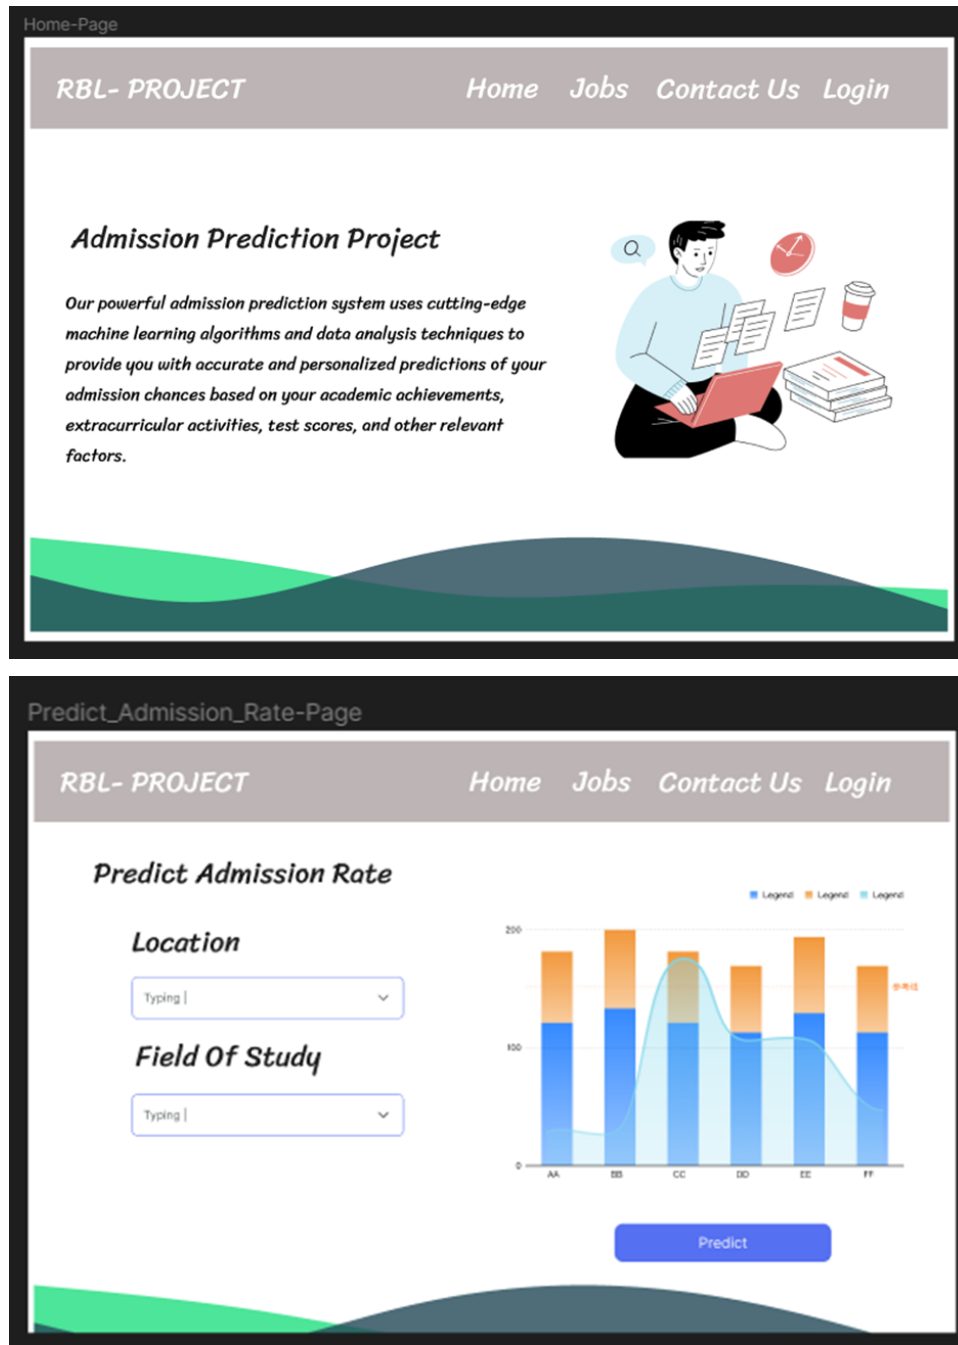 Home-Page
RBL- PROJECT Home Jobs Contact Us Login
Admission Prediction Project
Our powerful admission prediction system uses cutting-edge
machine learning algorithms and data analysis techniques to
provide you with accurate and personalized predictions of your
admission chances based on your academic achievements,
extracurricular activities, test scores, and other relevant
factors.
Predict_Admission_Rate-Page
RBL- PROJECT Home Jobs Contact Us Login
Predict Admission Rate
Location
Typing |
Field Of Study
Typing |
Legend Legend Legend
200
100
0
AA BB CC DD EE FF
Predict